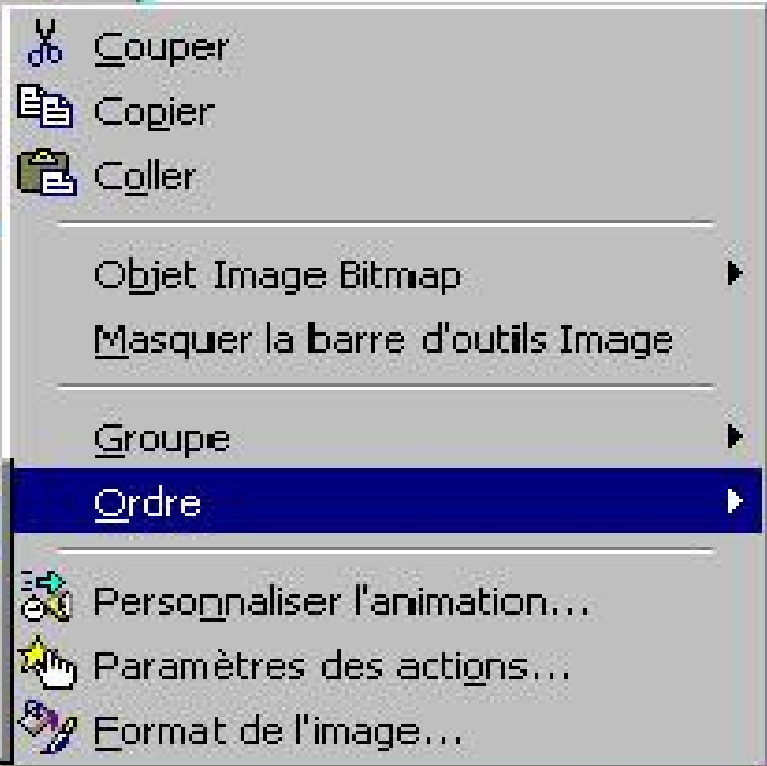 Couper
Copier
Coller
Objet Image Bitmap
Masquer la barre d'outils Image
Groupe
Ordre
Personnaliser l'animation...
Paramètres des actions...
Format de l'image...